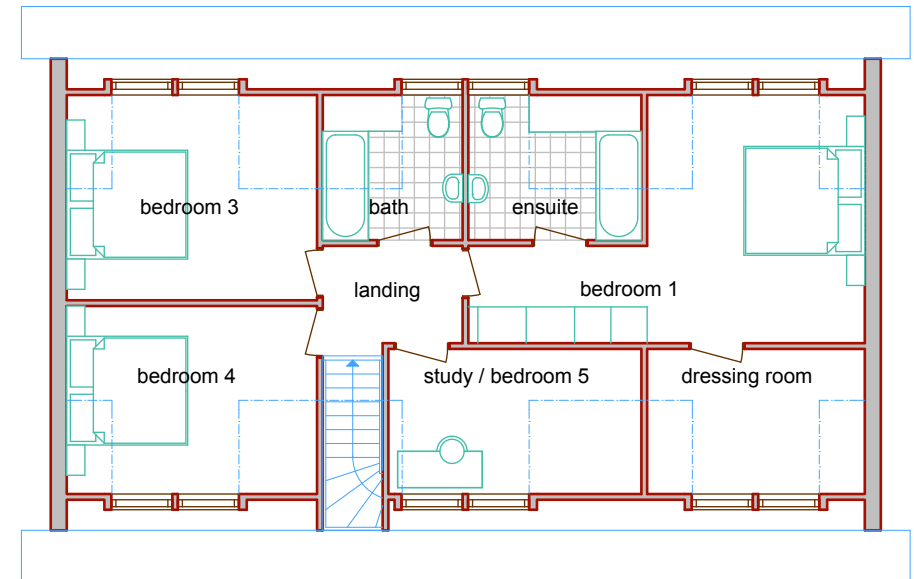 bedroom 3
bath
ensuite
landing
bedroom 1
bedroom 4
study / bedroom 5
dressing room